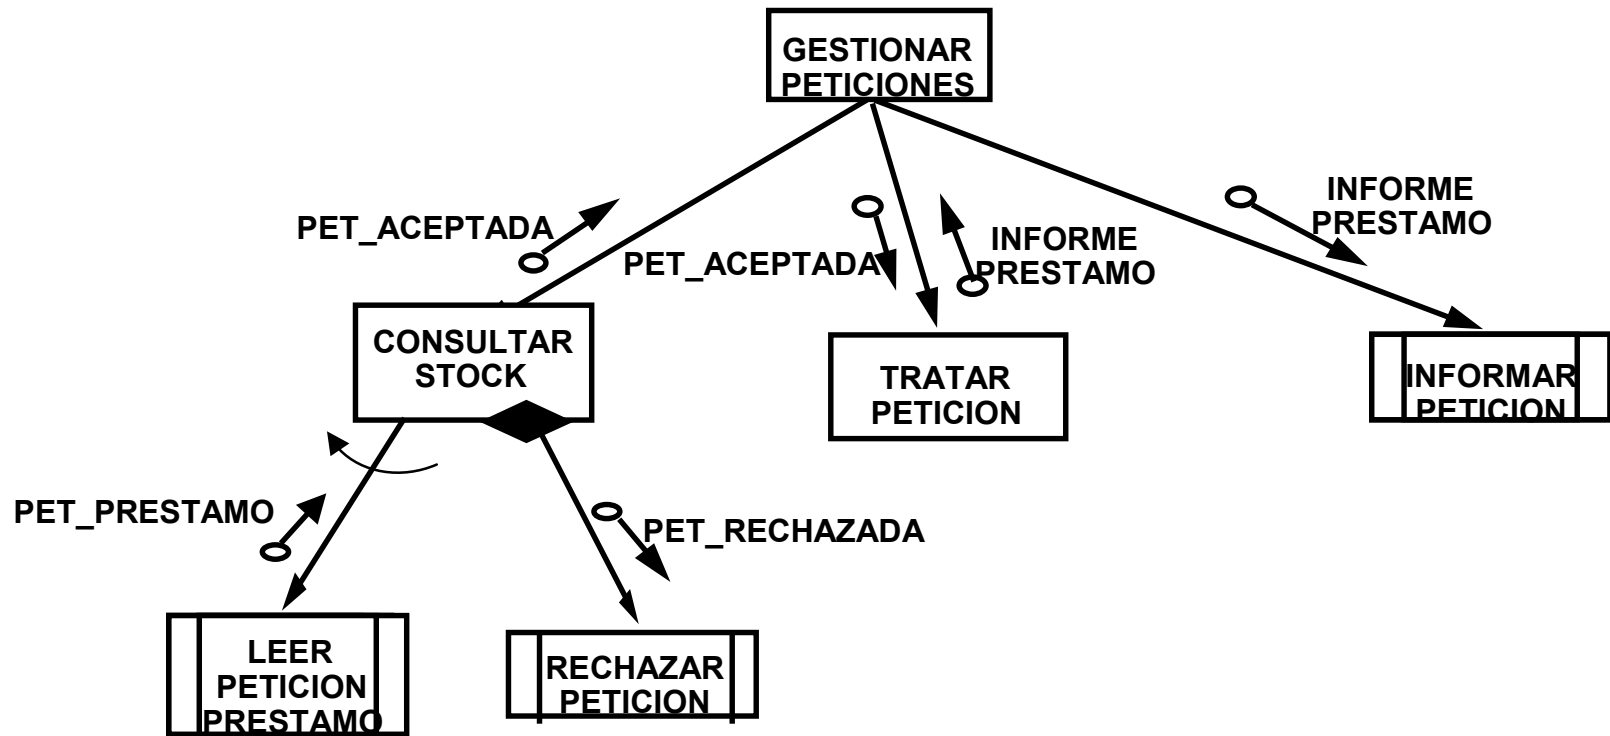 GESTIONAR
PETICIONES
INFORME
PRESTAMO
PET_ACEPTADA
PET_ACEPTADA
INFORME
PRESTAMO
CONSULTAR
STOCK
TRATAR
PETICION
INFORMAR
PETICION
PET_PRESTAMO
PET_RECHAZADA
LEER
PETICION
PRESTAMO
RECHAZAR
PETICION